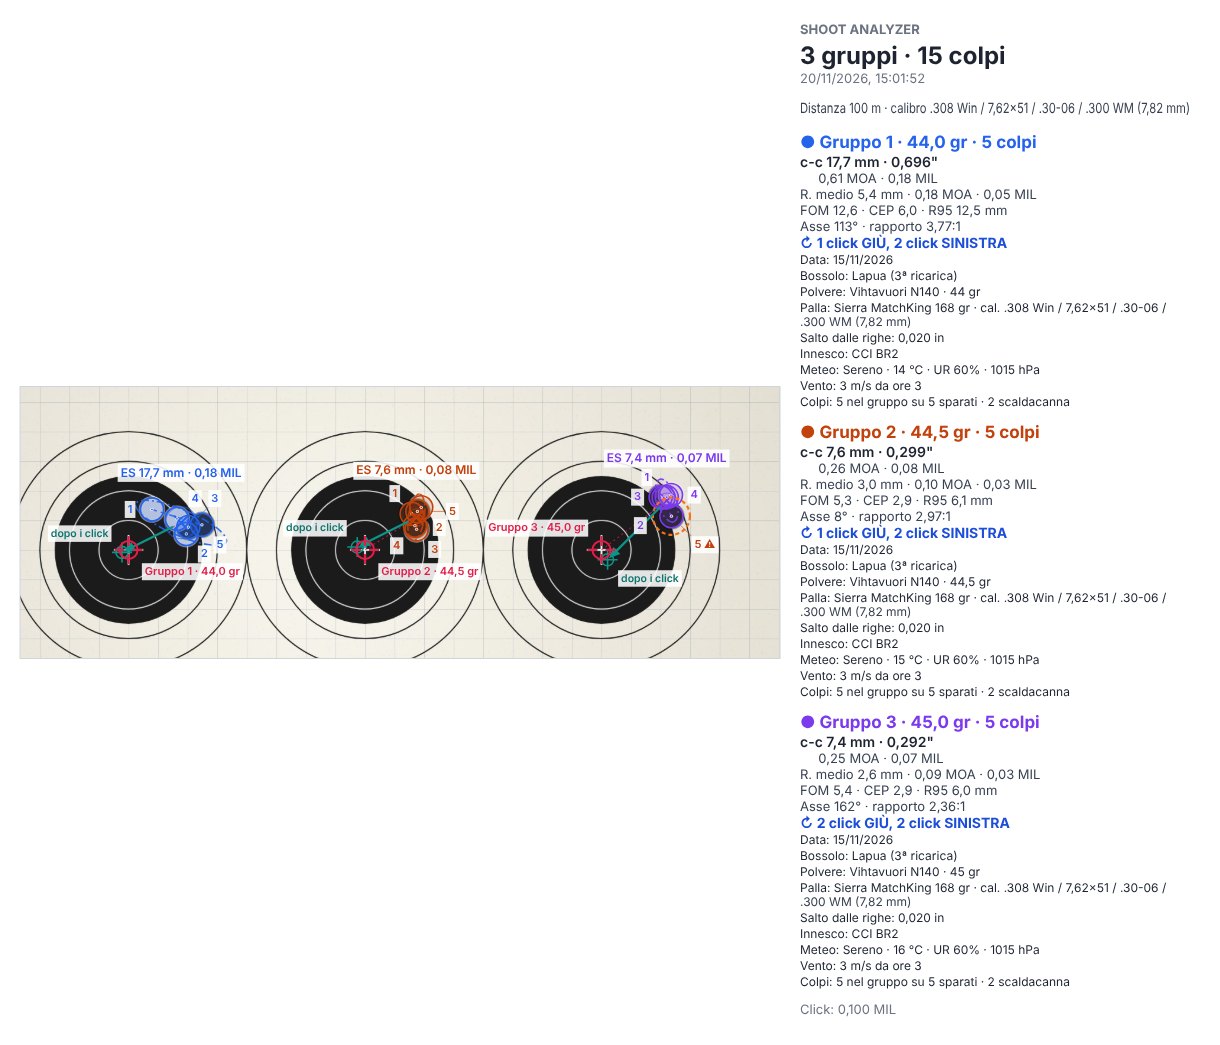 SHOOT ANALYZER
3 gruppi · 15 colpi
20/11/2026, 15:01:52
Distanza 100 m · calibro .308 Win / 7,62×51 / .30-06 / .300 WM (7,82 mm)
Gruppo 1 · 44,0 gr · 5 colpi
c-c 17,7 mm · 0,696"
0,61 MOA · 0,18 MIL
R. medio 5,4 mm · 0,18 MOA · 0,05 MIL
FOM 12,6 · CEP 6,0 · R95 12,5 mm
Asse 113° · rapporto 3,77:1
↻ 1 click GIÙ, 2 click SINISTRA
Data: 15/11/2026
Bossolo: Lapua (3ª ricarica)
Polvere: Vihtavuori N140 · 44 gr
Palla: Sierra MatchKing 168 gr · cal. .308 Win / 7,62×51 / .30-06 /
.300 WM (7,82 mm)
Salto dalle righe: 0,020 in
Innesco: CCI BR2
Meteo: Sereno · 14 °C · UR 60% · 1015 hPa
Vento: 3 m/s da ore 3
Colpi: 5 nel gruppo su 5 sparati · 2 scaldacanna
Gruppo 2 · 44,5 gr · 5 colpi
c-c 7,6 mm · 0,299"
0,26 MOA · 0,08 MIL
R. medio 3,0 mm · 0,10 MOA · 0,03 MIL
FOM 5,3 · CEP 2,9 · R95 6,1 mm
Asse 8° · rapporto 2,97:1
↻ 1 click GIÙ, 2 click SINISTRA
Data: 15/11/2026
Bossolo: Lapua (3ª ricarica)
Polvere: Vihtavuori N140 · 44,5 gr
Palla: Sierra MatchKing 168 gr · cal. .308 Win / 7,62×51 / .30-06 /
.300 WM (7,82 mm)
Salto dalle righe: 0,020 in
Innesco: CCI BR2
Meteo: Sereno · 15 °C · UR 60% · 1015 hPa
Vento: 3 m/s da ore 3
Colpi: 5 nel gruppo su 5 sparati · 2 scaldacanna
Gruppo 3 · 45,0 gr · 5 colpi
c-c 7,4 mm · 0,292"
0,25 MOA · 0,07 MIL
R. medio 2,6 mm · 0,09 MOA · 0,03 MIL
FOM 5,4 · CEP 2,9 · R95 6,0 mm
Asse 162° · rapporto 2,36:1
↻ 2 click GIÙ, 2 click SINISTRA
Data: 15/11/2026
Bossolo: Lapua (3ª ricarica)
Polvere: Vihtavuori N140 · 45 gr
Palla: Sierra MatchKing 168 gr · cal. .308 Win / 7,62×51 / .30-06 /
.300 WM (7,82 mm)
Salto dalle righe: 0,020 in
Innesco: CCI BR2
Meteo: Sereno · 16 °C · UR 60% · 1015 hPa
Vento: 3 m/s da ore 3
Colpi: 5 nel gruppo su 5 sparati · 2 scaldacanna
Click: 0,100 MIL
ES 17,7 mm · 0,18 MIL
1
4
3
dopo i click
5
2
Gruppo 1 · 44,0 gr
ES 7,6 mm · 0,08 MIL
1
5
dopo i click
2
4
3
Gruppo 2 · 44,5 gr
ES 7,4 mm · 0,07 MIL
1
3
4
Gruppo 3 · 45,0 gr
2
5 ⚠
dopo i click